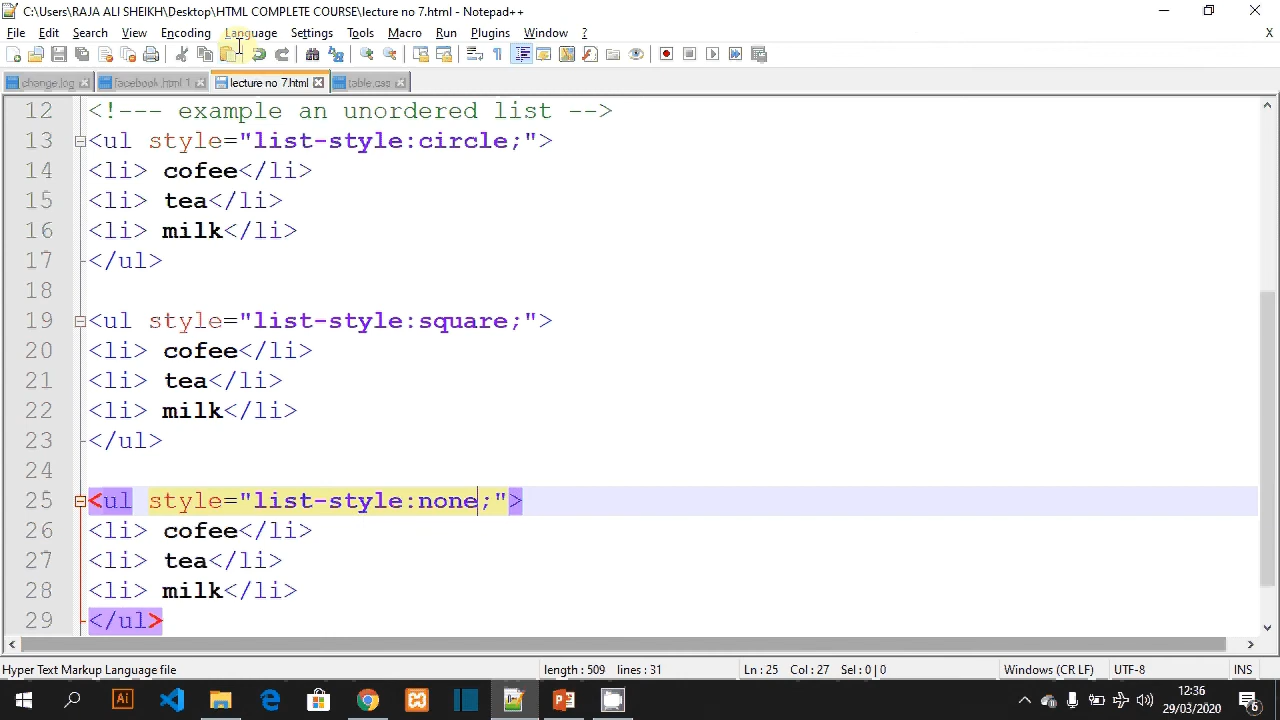 C:\Users\RAJA ALI SHEIKH\Desktop\HTML COMPLETE COURSE\lecture no 7.html - Notepad++
File Edit Search View Encoding Language Settings Tools Macro Run Plugins Window ? X
change.log facebook.html 1 lecture no 7.html table.css
12 <!--- example an unordered list -->
13 <ul style="list-style:circle;">
14 <li> cofee</li>
15 <li> tea</li>
16 <li> milk</li>
17 </ul>
18
19 <ul style="list-style:square;">
20 <li> cofee</li>
21 <li> tea</li>
22 <li> milk</li>
23 </ul>
24
25 <ul style="list-style:none;">
26 <li> cofee</li>
27 <li> tea</li>
28 <li> milk</li>
29 </ul>
Hyper Text Markup Language file length : 509 lines : 31 Ln : 25 Col : 27 Sel : 0 | 0 Windows (CR LF) UTF-8 INS
Ai 12:36
29/03/2020 6